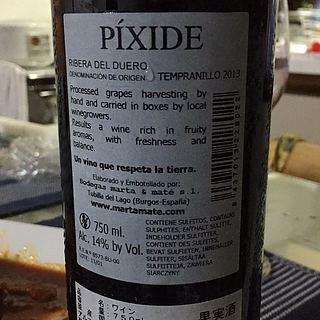 PÍXIDE
RIBERA DEL DUERO
DENOMINACIÓN DE ORIGEN TEMPRANILLO 2013
Processed grapes harvesting by
hand and carried in boxes by local
winegrowers.
Results a wine rich in fruity
aromas, with freshness and
balance.
Un vino que respeta la tierra.
Elaborado y Embotellado por:
Bodegas marta & maté s.l.
Tubilla del Lago (Burgos-España)
www.martamate.com
750 ml.
Alc. 14% by Vol.
CONTIENE SULFITOS, CONTAINS
SULPHITES, ENTHÄLT SULFITE,
INDEHOLDER SULFITTER,
CONTIENT DES SULFITES,
BEVAT SULFIETEN, INNEHÅLLER
SULFITER, SISÄLTÄÄ
SULFIITTEJA, ZAWIERA
SIARCZYNY
ワイン
果実酒